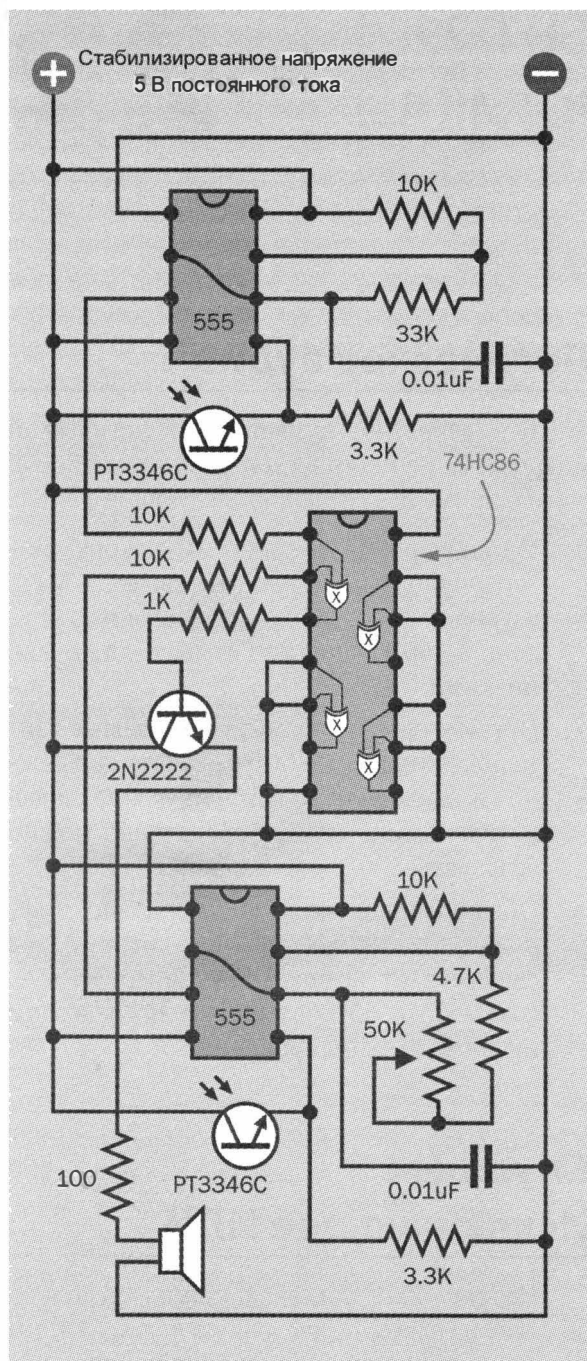 +
Стабилизированное напряжение
5 В постоянного тока
−
10K
555
33K
0.01uF
PT3346C
3.3K
74HC86
10K
10K
1K
X
X
X
X
2N2222
10K
4.7K
555
50K
PT3346C
100
0.01uF
3.3K